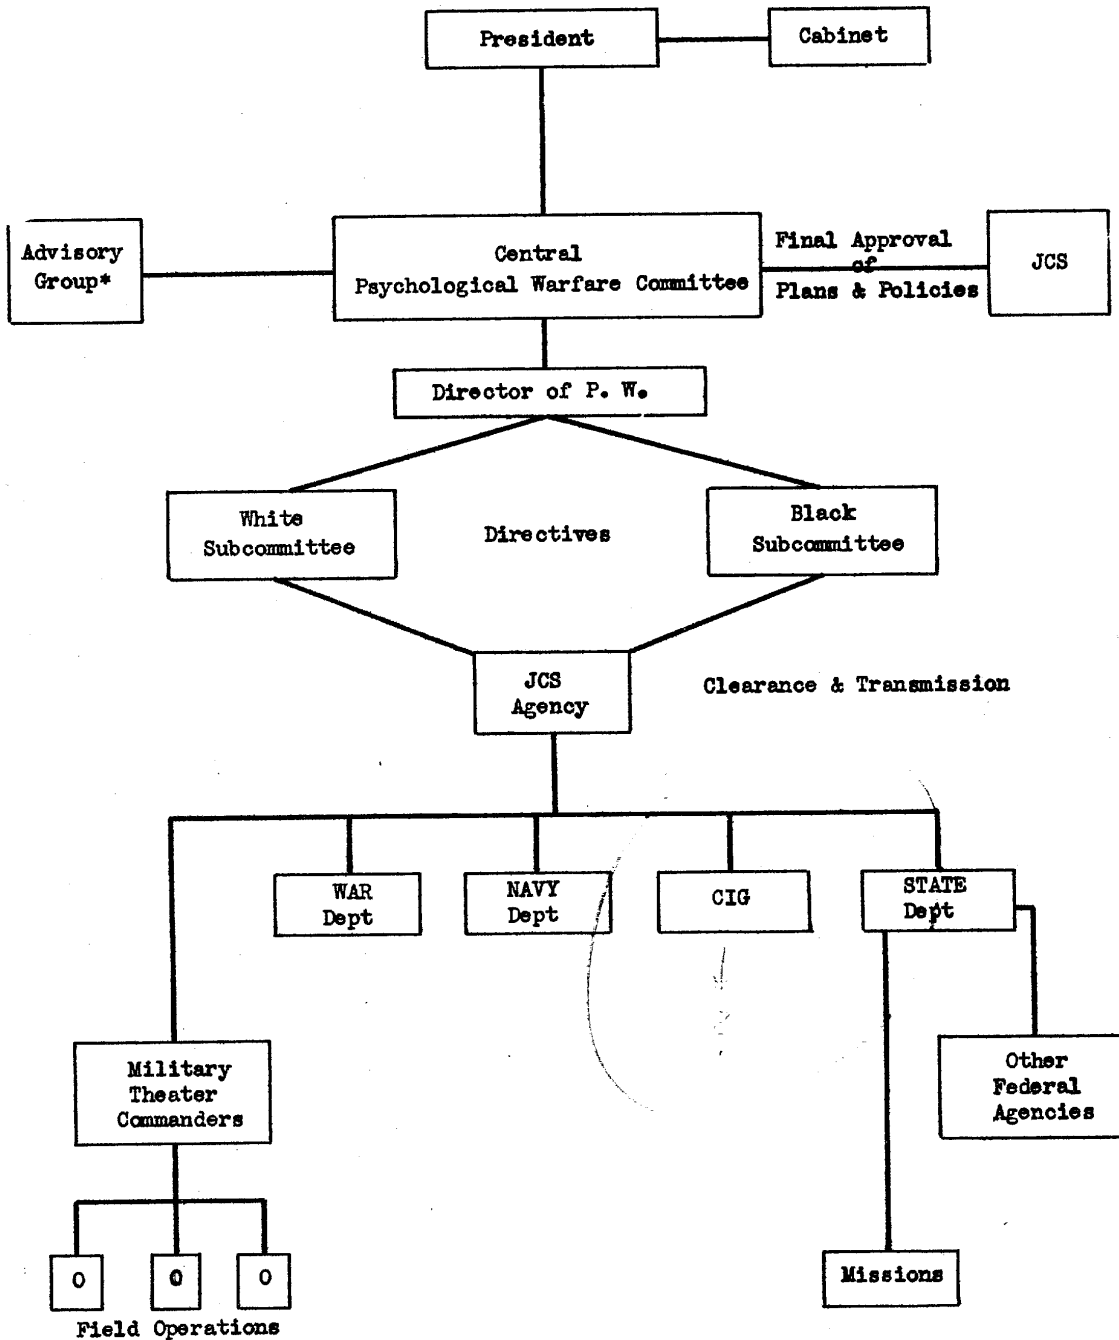 President
Cabinet
Advisory
Group*
Central
Psychological Warfare Committee
Final Approval
of
Plans & Policies
JCS
Director of P. W.
White
Subcommittee
Directives
Black
Subcommittee
JCS
Agency
Clearance & Transmission
WAR
Dept
NAVY
Dept
CIG
STATE
Dept
Military
Theater
Commanders
Other
Federal
Agencies
O
O
O
Missions
Field Operations